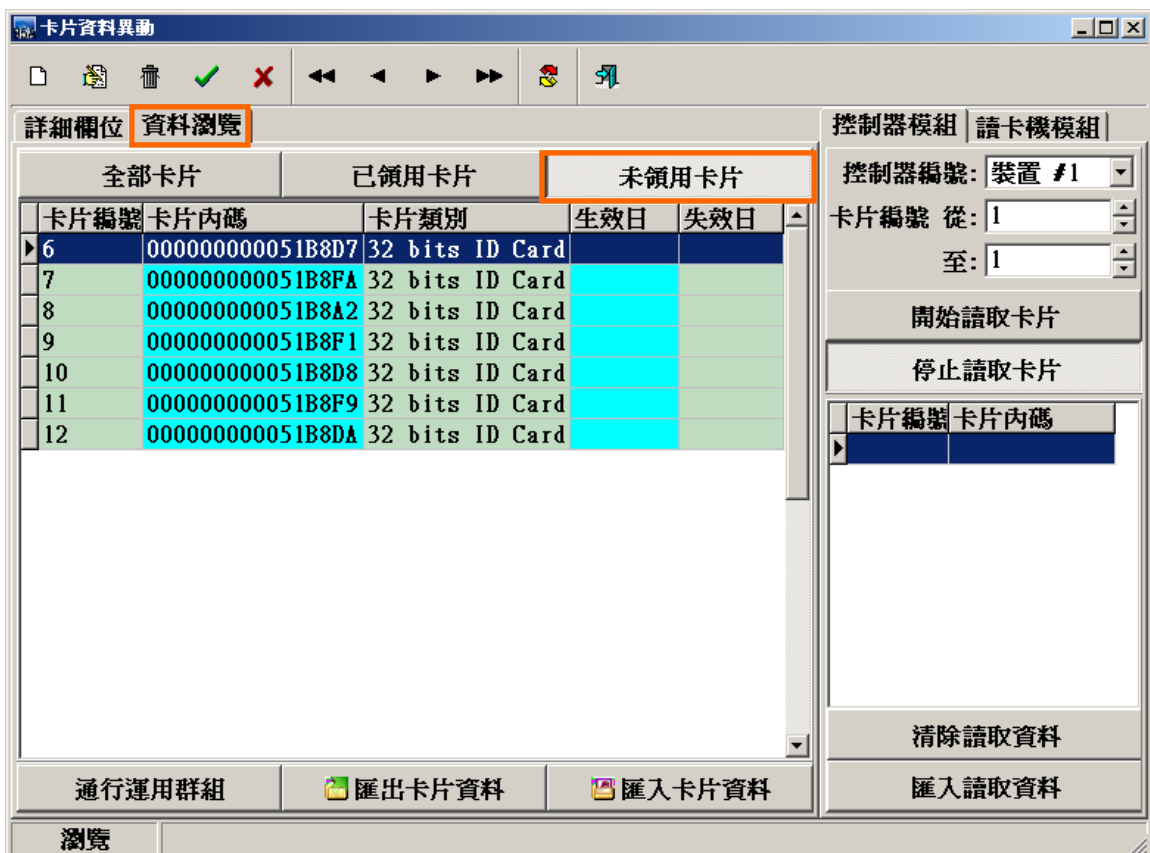 卡片資料異動
詳細欄位 資料瀏覽
全部卡片 已領用卡片 未領用卡片
卡片編號 卡片內碼 卡片類別 生效日 失效日
6 000000000051B8D7 32 bits ID Card
7 000000000051B8FA 32 bits ID Card
8 000000000051B8A2 32 bits ID Card
9 000000000051B8F1 32 bits ID Card
10 000000000051B8D8 32 bits ID Card
11 000000000051B8F9 32 bits ID Card
12 000000000051B8DA 32 bits ID Card
通行運用群組 匯出卡片資料 匯入卡片資料
控制器模組 讀卡機模組
控制器編號: 裝置 #1
卡片編號 從: 1
至: 1
開始讀取卡片
停止讀取卡片
卡片編號 卡片內碼
清除讀取資料
匯入讀取資料
瀏覽